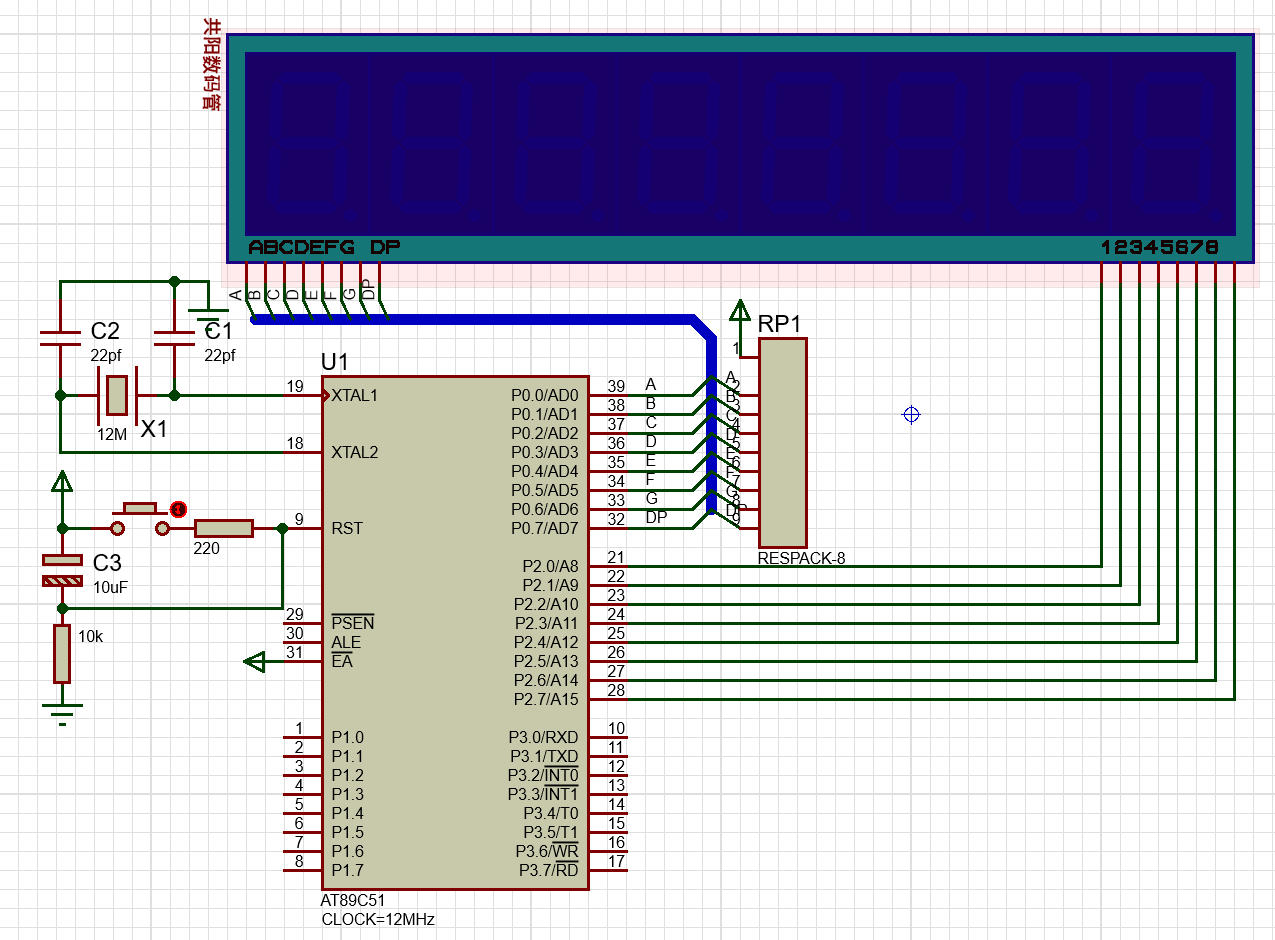 共阳数码管
ABCDEFG DP
12345678
A
B
C
D
E
F
G
DP
C2
22pf
C1
22pf
X1
12M
RP1
1
2
3
4
5
6
7
8
9
A
B
C
D
E
F
G
DP
RESPACK-8
U1
19
XTAL1
18
XTAL2
9
RST
29
PSEN
30
ALE
31
EA
1
P1.0
2
P1.1
3
P1.2
4
P1.3
5
P1.4
6
P1.5
7
P1.6
8
P1.7
P0.0/AD0 39 A
P0.1/AD1 38 B
P0.2/AD2 37 C
P0.3/AD3 36 D
P0.4/AD4 35 E
P0.5/AD5 34 F
P0.6/AD6 33 G
P0.7/AD7 32 DP
P2.0/A8 21
P2.1/A9 22
P2.2/A10 23
P2.3/A11 24
P2.4/A12 25
P2.5/A13 26
P2.6/A14 27
P2.7/A15 28
P3.0/RXD 10
P3.1/TXD 11
P3.2/INT0 12
P3.3/INT1 13
P3.4/T0 14
P3.5/T1 15
P3.6/WR 16
P3.7/RD 17
220
C3
10uF
10k
AT89C51
CLOCK=12MHz